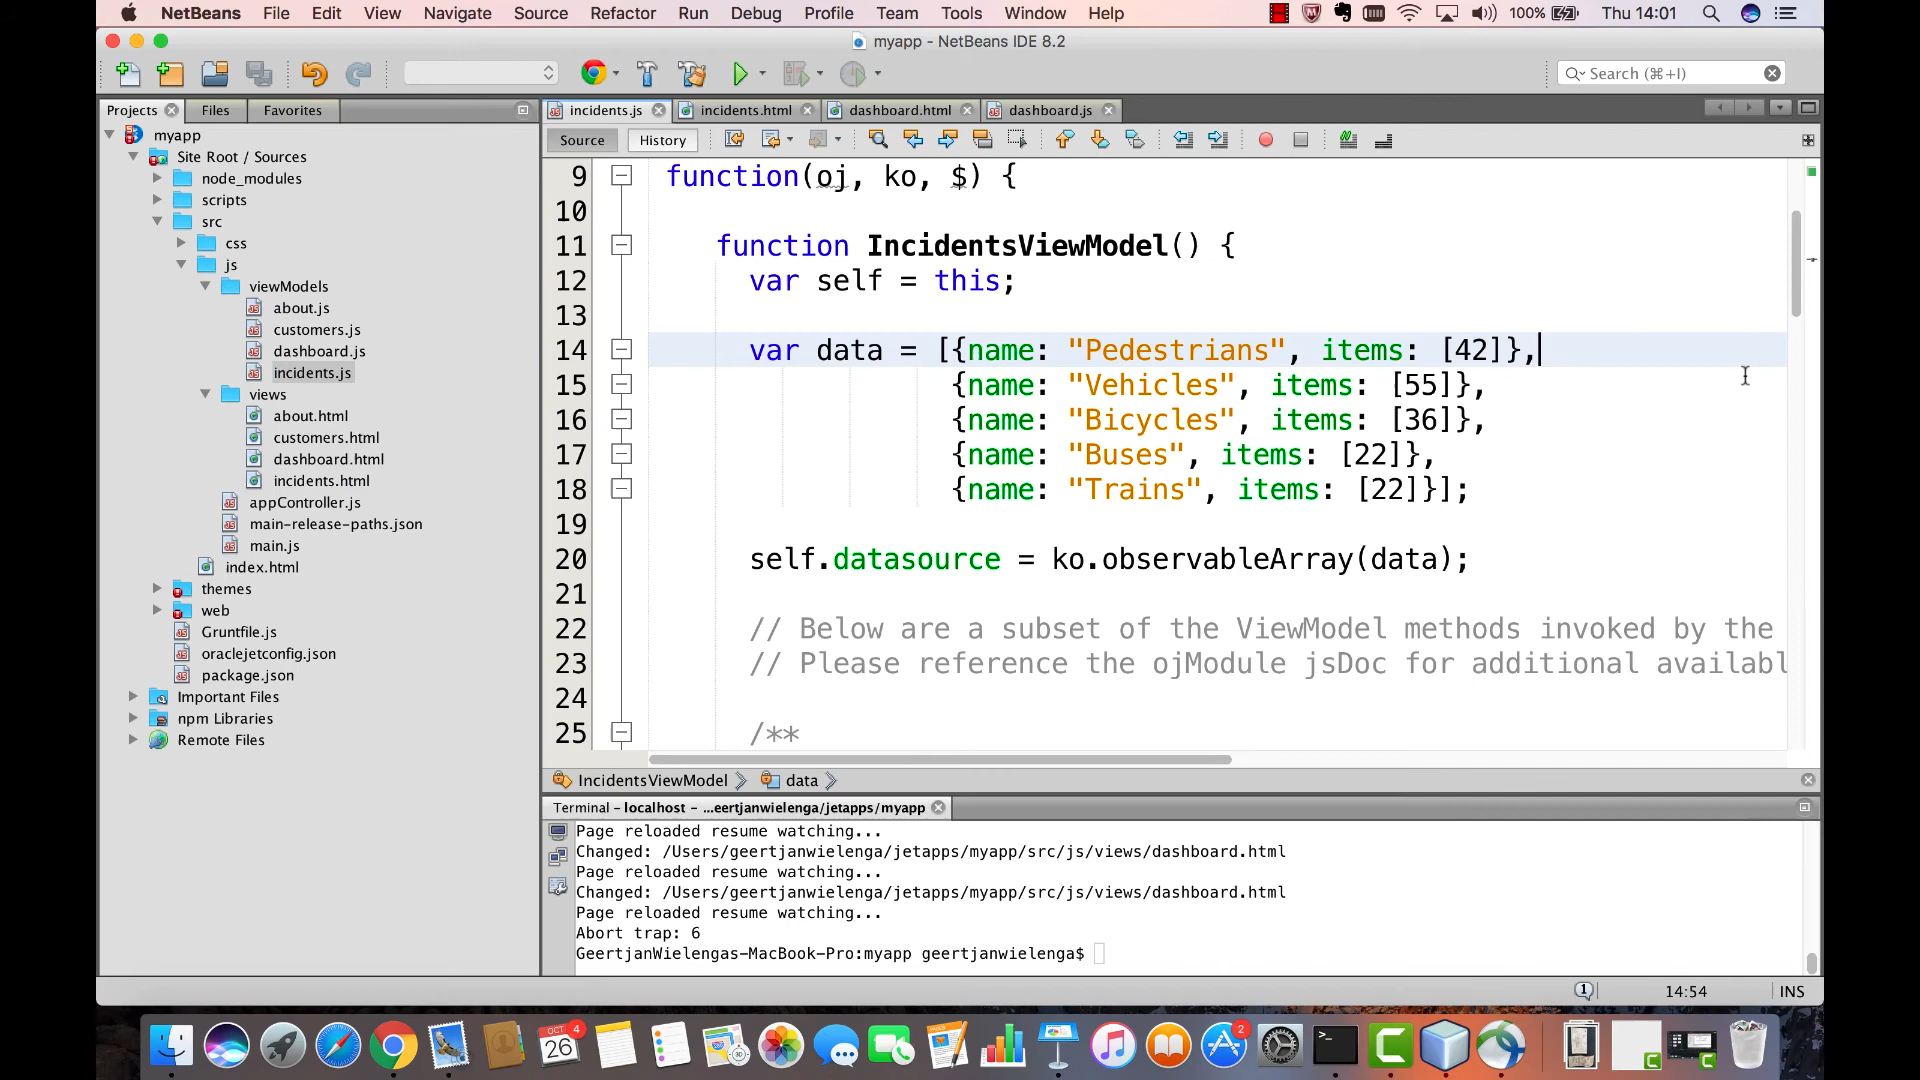 NetBeans File Edit View Navigate Source Refactor Run Debug Profile Team Tools Window Help 100% Thu 14:01
myapp - NetBeans IDE 8.2
Search (⌘+I)
Projects Files Favorites
incidents.js incidents.html dashboard.html dashboard.js
Source History
myapp
Site Root / Sources
node_modules
scripts
src
css
js
viewModels
about.js
customers.js
dashboard.js
incidents.js
views
about.html
customers.html
dashboard.html
incidents.html
appController.js
main-release-paths.json
main.js
index.html
themes
web
Gruntfile.js
oraclejetconfig.json
package.json
Important Files
npm Libraries
Remote Files
9 function(oj, ko, $) {
10
11 function IncidentsViewModel() {
12 var self = this;
13
14 var data = [{name: "Pedestrians", items: [42]},
15 {name: "Vehicles", items: [55]},
16 {name: "Bicycles", items: [36]},
17 {name: "Buses", items: [22]},
18 {name: "Trains", items: [22]}];
19
20 self.datasource = ko.observableArray(data);
21
22 // Below are a subset of the ViewModel methods invoked by the
23 // Please reference the ojModule jsDoc for additional availabl
24
25 /**
IncidentsViewModel data
Terminal - localhost - ...eertjanwielenga/jetapps/myapp
Page reloaded resume watching...
Changed: /Users/geertjanwielenga/jetapps/myapp/src/js/views/dashboard.html
Page reloaded resume watching...
Changed: /Users/geertjanwielenga/jetapps/myapp/src/js/views/dashboard.html
Page reloaded resume watching...
Abort trap: 6
GeertjanWielengas-MacBook-Pro:myapp geertjanwielenga$
1 14:54 INS
OCT 4
26
3D
2